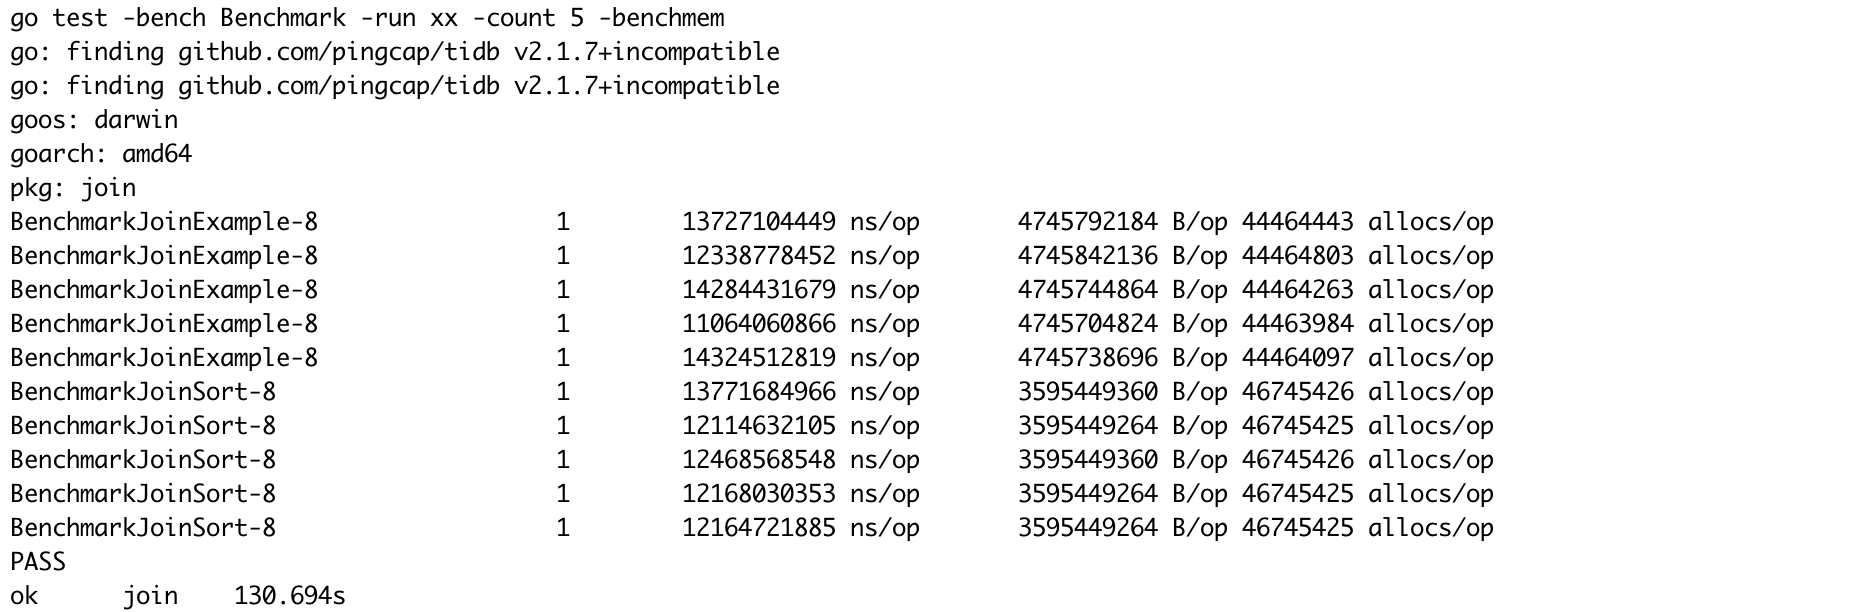 go test -bench Benchmark -run xx -count 5 -benchmem
go: finding github.com/pingcap/tidb v2.1.7+incompatible
go: finding github.com/pingcap/tidb v2.1.7+incompatible
goos: darwin
goarch: amd64
pkg: join
BenchmarkJoinExample-8 1 13727104449 ns/op 4745792184 B/op 44464443 allocs/op
BenchmarkJoinExample-8 1 12338778452 ns/op 4745842136 B/op 44464803 allocs/op
BenchmarkJoinExample-8 1 14284431679 ns/op 4745744864 B/op 44464263 allocs/op
BenchmarkJoinExample-8 1 11064060866 ns/op 4745704824 B/op 44463984 allocs/op
BenchmarkJoinExample-8 1 14324512819 ns/op 4745738696 B/op 44464097 allocs/op
BenchmarkJoinSort-8 1 13771684966 ns/op 3595449360 B/op 46745426 allocs/op
BenchmarkJoinSort-8 1 12114632105 ns/op 3595449264 B/op 46745425 allocs/op
BenchmarkJoinSort-8 1 12468568548 ns/op 3595449360 B/op 46745426 allocs/op
BenchmarkJoinSort-8 1 12168030353 ns/op 3595449264 B/op 46745425 allocs/op
BenchmarkJoinSort-8 1 12164721885 ns/op 3595449264 B/op 46745425 allocs/op
PASS
ok join 130.694s